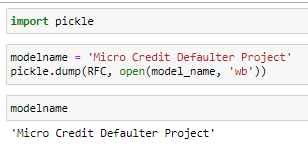 import pickle
modelname = 'Micro Credit Defaulter Project'
pickle.dump(RFC, open(model_name, 'wb'))
modelname
'Micro Credit Defaulter Project'